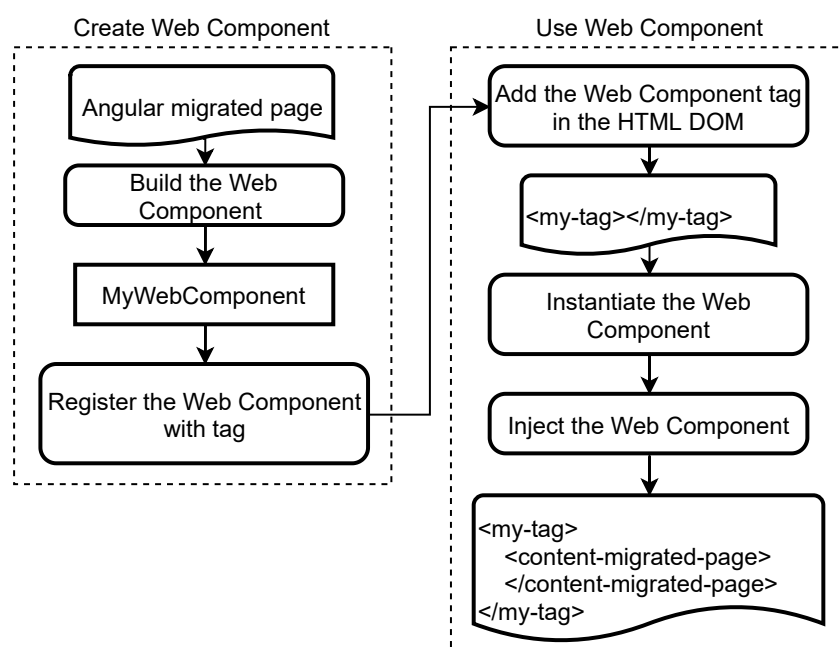 Create Web Component
Angular migrated page
Build the Web
Component
MyWebComponent
Register the Web Component
with tag
Use Web Component
Add the Web Component tag
in the HTML DOM
<my-tag></my-tag>
Instantiate the Web
Component
Inject the Web Component
<my-tag>
<content-migrated-page>
</content-migrated-page>
</my-tag>